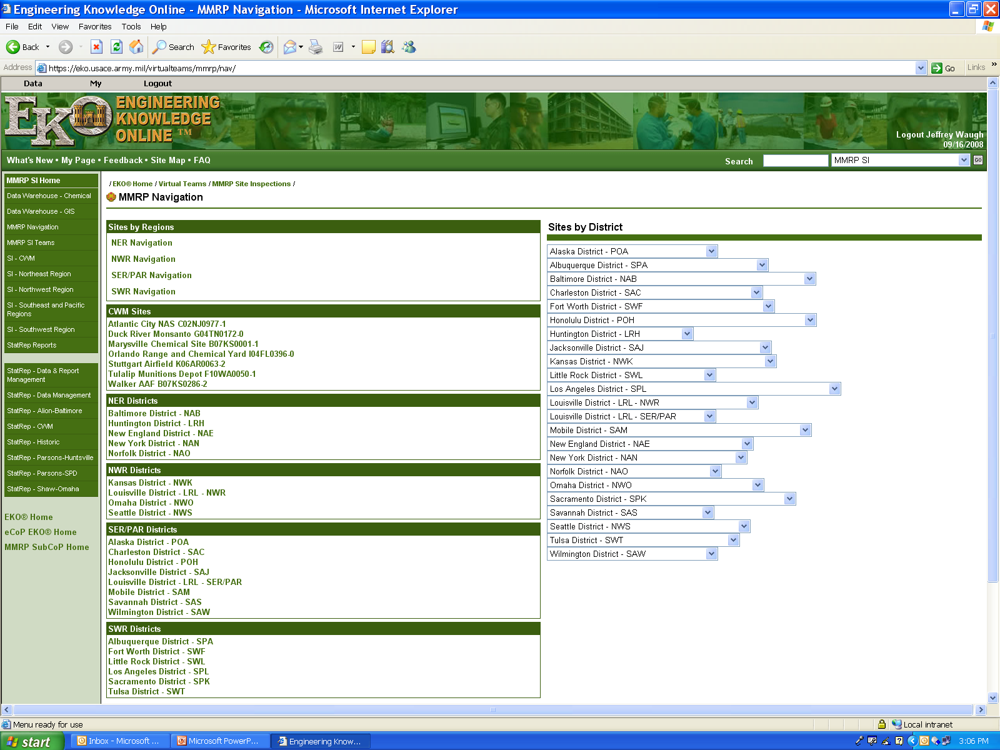 Engineering Knowledge Online - MMRP Navigation - Microsoft Internet Explorer
File Edit View Favorites Tools Help
Back Search Favorites
Address https://eko.usace.army.mil/virtualteams/mmrp/nav/ Go Links »
Data My Logout
EKO ENGINEERING
KNOWLEDGE
ONLINE ™
Logout Jeffrey Waugh
09/16/2008
What's New • My Page • Feedback • Site Map • FAQ
Search MMRP SI GO
MMRP SI Home
Data Warehouse - Chemical
Data Warehouse - GIS
MMRP Navigation
MMRP SI Teams
SI - CWM
SI - Northeast Region
SI - Northwest Region
SI - Southeast and Pacific
Regions
SI - Southwest Region
StatRep Reports
StatRep - Data & Report
Management
StatRep - Data Management
StatRep - Alion-Baltimore
StatRep - CWM
StatRep - Historic
StatRep - Parsons-Huntsville
StatRep - Parsons-SPD
StatRep - Shaw-Omaha
EKO® Home
eCoP EKO® Home
MMRP SubCoP Home
/ EKO® Home / Virtual Teams / MMRP Site Inspections /
MMRP Navigation
Sites by Regions
NER Navigation
NWR Navigation
SER/PAR Navigation
SWR Navigation
CWM Sites
Atlantic City NAS C02NJ0977-1
Duck River Monsanto G04TN0172-0
Marysville Chemical Site B07KS0001-1
Orlando Range and Chemical Yard I04FL0396-0
Stuttgart Airfield K06AR0063-2
Tulalip Munitions Depot F10WA0050-1
Walker AAF B07KS0286-2
NER Districts
Baltimore District - NAB
Huntington District - LRH
New England District - NAE
New York District - NAN
Norfolk District - NAO
NWR Districts
Kansas District - NWK
Louisville District - LRL - NWR
Omaha District - NWO
Seattle District - NWS
SER/PAR Districts
Alaska District - POA
Charleston District - SAC
Honolulu District - POH
Jacksonville District - SAJ
Louisville District - LRL - SER/PAR
Mobile District - SAM
Savannah District - SAS
Wilmington District - SAW
SWR Districts
Albuquerque District - SPA
Fort Worth District - SWF
Little Rock District - SWL
Los Angeles District - SPL
Sacramento District - SPK
Tulsa District - SWT
Sites by District
Alaska District - POA
Albuquerque District - SPA
Baltimore District - NAB
Charleston District - SAC
Fort Worth District - SWF
Honolulu District - POH
Huntington District - LRH
Jacksonville District - SAJ
Kansas District - NWK
Little Rock District - SWL
Los Angeles District - SPL
Louisville District - LRL - NWR
Louisville District - LRL - SER/PAR
Mobile District - SAM
New England District - NAE
New York District - NAN
Norfolk District - NAO
Omaha District - NWO
Sacramento District - SPK
Savannah District - SAS
Seattle District - NWS
Tulsa District - SWT
Wilmington District - SAW
Menu ready for use Local intranet
start Inbox - Microsoft ... Microsoft PowerP... Engineering Know... 3:06 PM